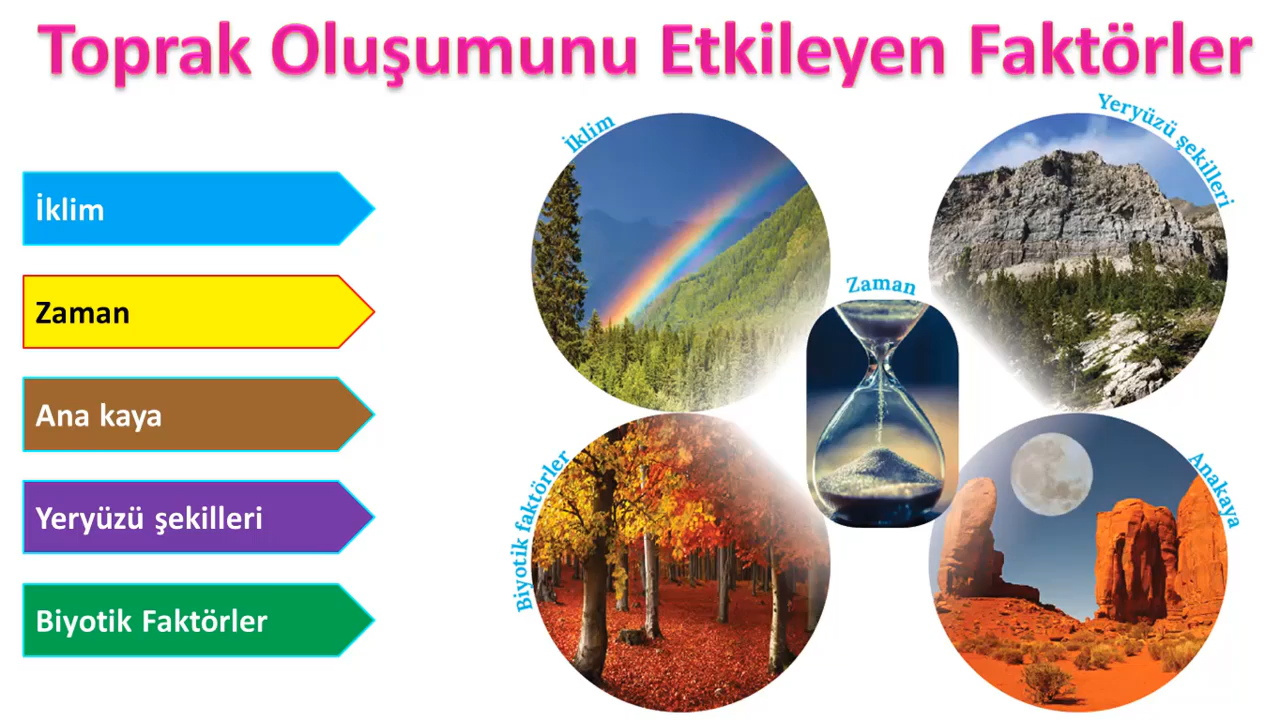 Toprak Oluşumunu Etkileyen Faktörler
İklim
Zaman
Ana kaya
Yeryüzü şekilleri
Biyotik Faktörler
İklim
Yeryüzü şekilleri
Zaman
Biyotik faktörler
Anakaya